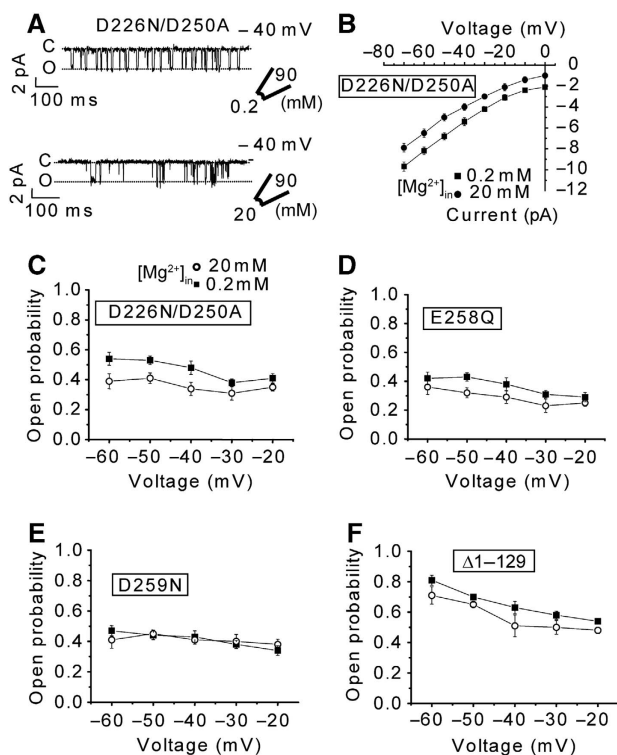 A
D226N/D250A
– 40 mV
C
O
2 pA
100 ms
90
0.2
(mM)
– 40 mV
C
O
2 pA
100 ms
90
20
(mM)
B
Voltage (mV)
−80 −60 −40 −20 0
D226N/D250A
−2
−4
−6
−8
−10
−12
[Mg2+]in
■ 0.2 mM
● 20 mM
Current (pA)
C
[Mg2+]in
○ 20 mM
■ 0.2 mM
D226N/D250A
Open probability
1.0
0.8
0.6
0.4
0.2
0.0
−60 −50 −40 −30 −20
Voltage (mV)
D
E258Q
Open probability
1.0
0.8
0.6
0.4
0.2
0.0
−60 −50 −40 −30 −20
Voltage (mV)
E
D259N
Open probability
1.0
0.8
0.6
0.4
0.2
0.0
−60 −50 −40 −30 −20
Voltage (mV)
F
Δ1–129
Open probability
1.0
0.8
0.6
0.4
0.2
0.0
−60 −50 −40 −30 −20
Voltage (mV)